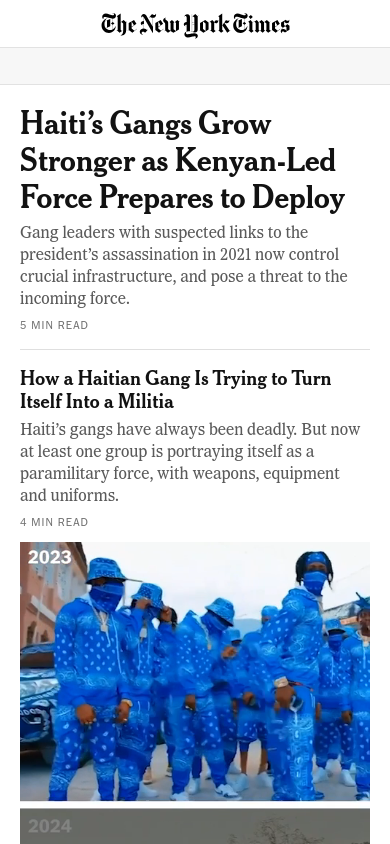 The New York Times
Haiti’s Gangs Grow
Stronger as Kenyan-Led
Force Prepares to Deploy
Gang leaders with suspected links to the
president’s assassination in 2021 now control
crucial infrastructure, and pose a threat to the
incoming force.
5 MIN READ
How a Haitian Gang Is Trying to Turn
Itself Into a Militia
Haiti’s gangs have always been deadly. But now
at least one group is portraying itself as a
paramilitary force, with weapons, equipment
and uniforms.
4 MIN READ
2023
2024